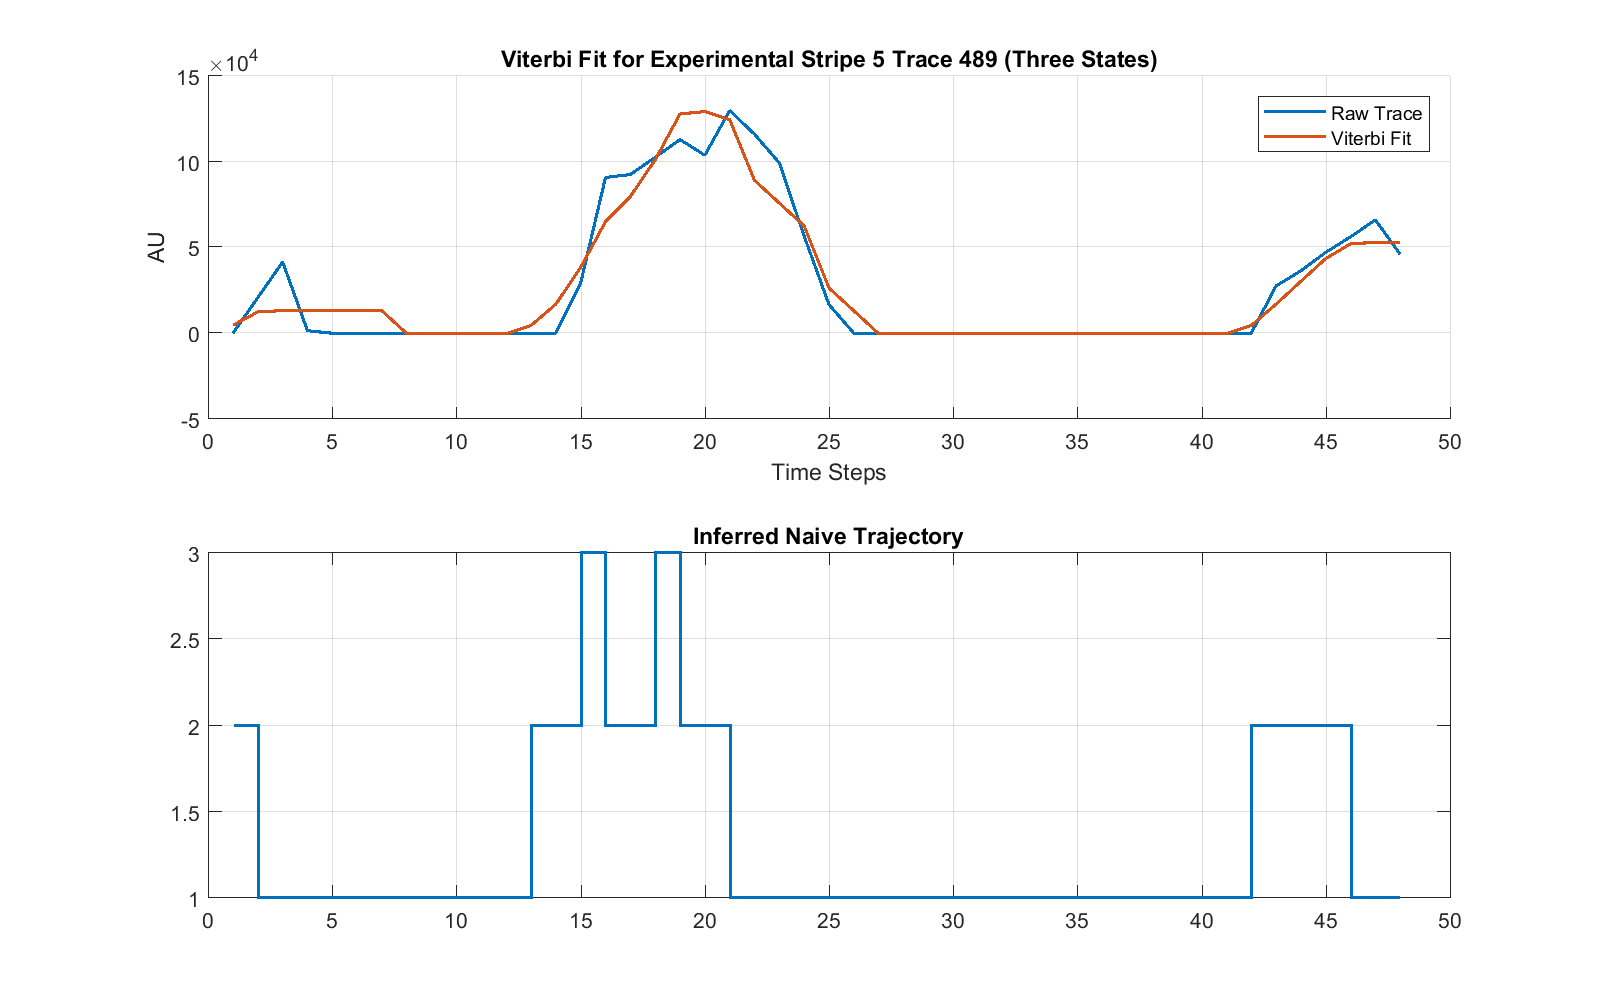 Viterbi Fit for Experimental Stripe 5 Trace 489 (Three States)
×10⁴
15
10
5
0
-5
AU
Raw Trace
Viterbi Fit
0 5 10 15 20 25 30 35 40 45 50
Time Steps
Inferred Naive Trajectory
3
2.5
2
1.5
1
0 5 10 15 20 25 30 35 40 45 50